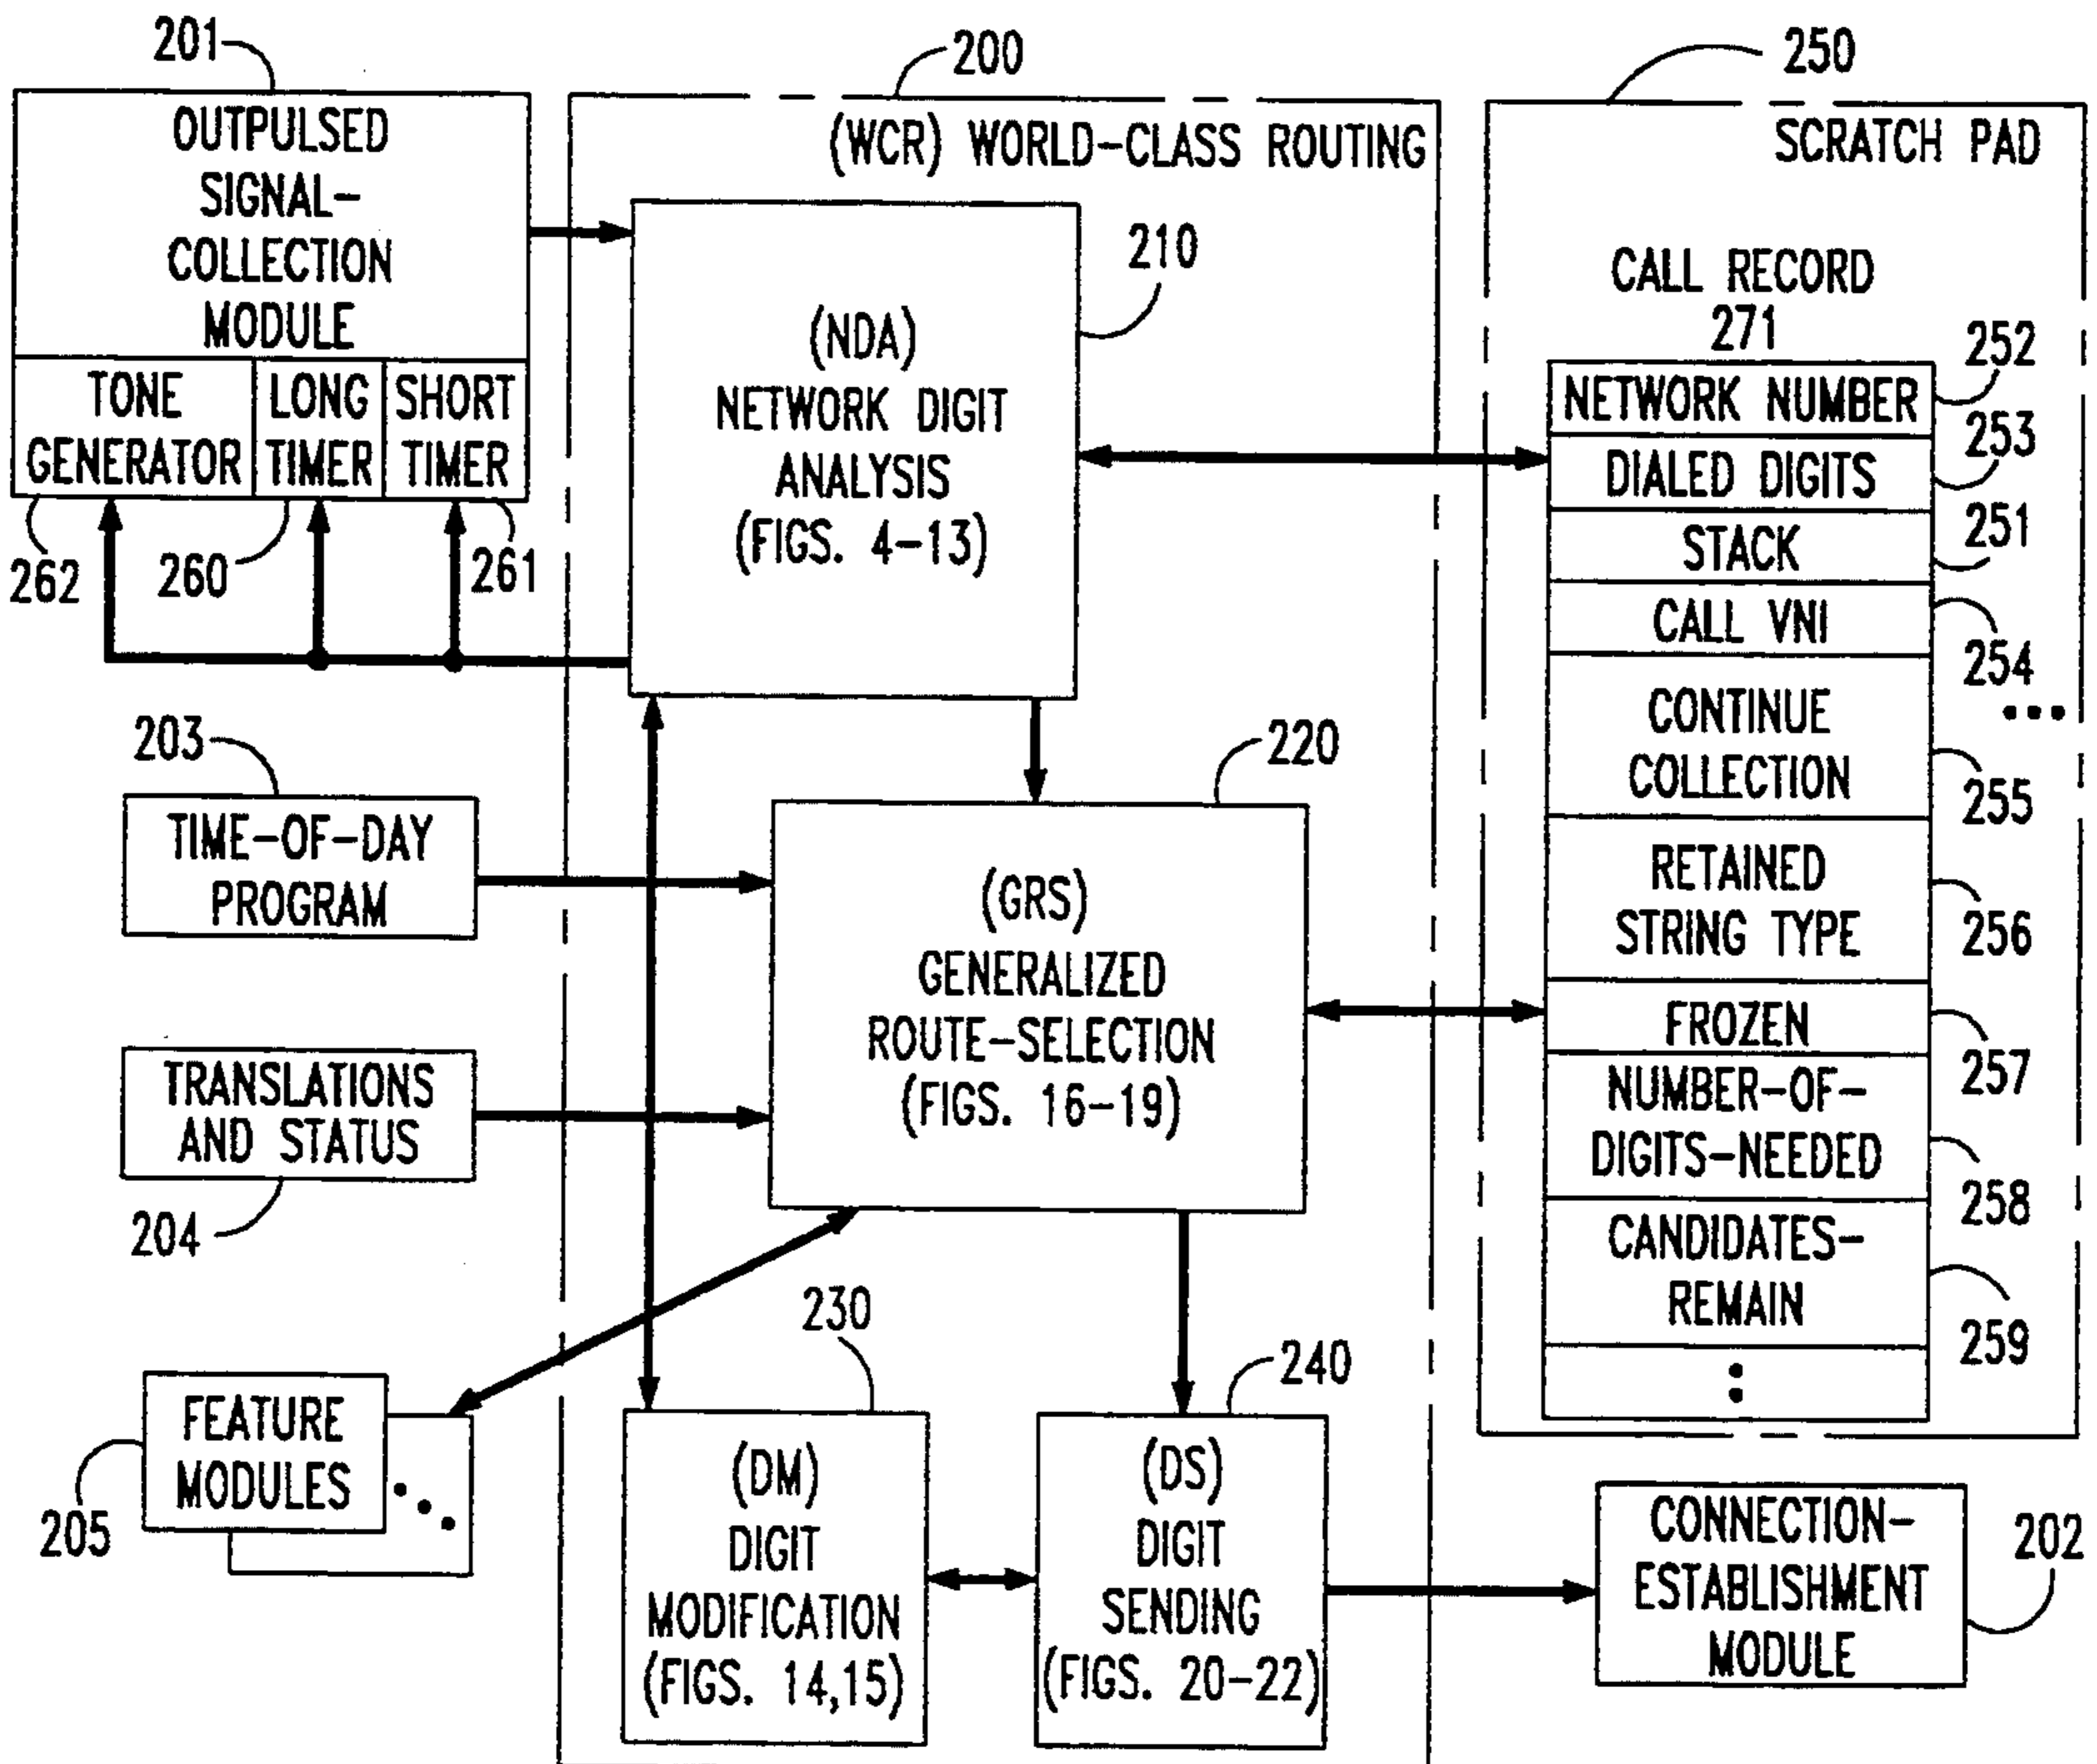 201
OUTPULSED
SIGNAL-
COLLECTION
MODULE
TONE
GENERATOR
LONG
TIMER
SHORT
TIMER
262
260
261
200
(WCR) WORLD-CLASS ROUTING
210
(NDA)
NETWORK DIGIT
ANALYSIS
(FIGS. 4-13)
250
SCRATCH PAD
CALL RECORD
271
NETWORK NUMBER
252
DIALED DIGITS
253
STACK
251
CALL VNI
254
CONTINUE
COLLECTION
255
RETAINED
STRING TYPE
256
FROZEN
257
NUMBER-OF-
DIGITS-NEEDED
258
CANDIDATES-
REMAIN
259
203
TIME-OF-DAY
PROGRAM
220
(GRS)
GENERALIZED
ROUTE-SELECTION
(FIGS. 16-19)
TRANSLATIONS
AND STATUS
204
FEATURE
MODULES
205
230
(DM)
DIGIT
MODIFICATION
(FIGS. 14,15)
240
(DS)
DIGIT
SENDING
(FIGS. 20-22)
CONNECTION-
ESTABLISHMENT
MODULE
202